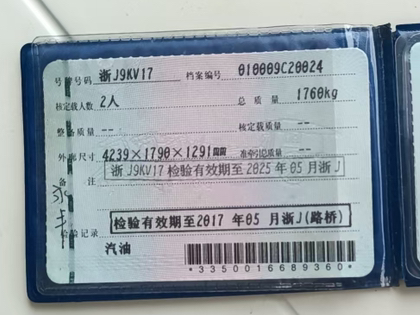 号牌号码 浙J9KV17 档案编号 010009C20024
核定载人数 2人 总质量 1760kg
整备质量 -- 核定载质量 --
外廓尺寸 4239×1790×1291 准牵引总质量 --
备注 浙J9KV17检验有效期至2025年05月浙J
检验有效期至2017年05月浙J(路桥)
检验记录
汽油
*3350016689360*